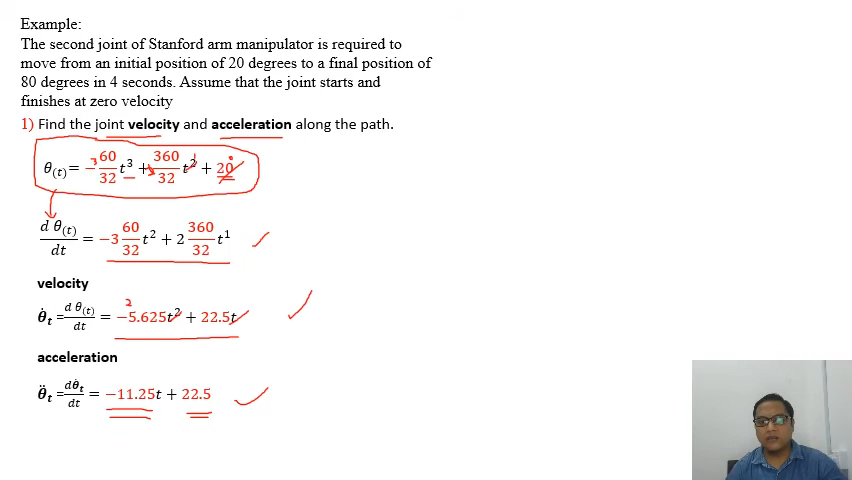 Example:
The second joint of Stanford arm manipulator is required to
move from an initial position of 20 degrees to a final position of
80 degrees in 4 seconds. Assume that the joint starts and
finishes at zero velocity
1) Find the joint velocity and acceleration along the path.
θ₍t₎= −60/32 t³ + 360/32 t² + 20
d θ₍t₎/dt = −3 60/32 t² + 2 360/32 t¹
velocity
θ̇t = d θ₍t₎/dt = −5.625t² + 22.5t
acceleration
θ̈t = dθ̇t/dt = −11.25t + 22.5